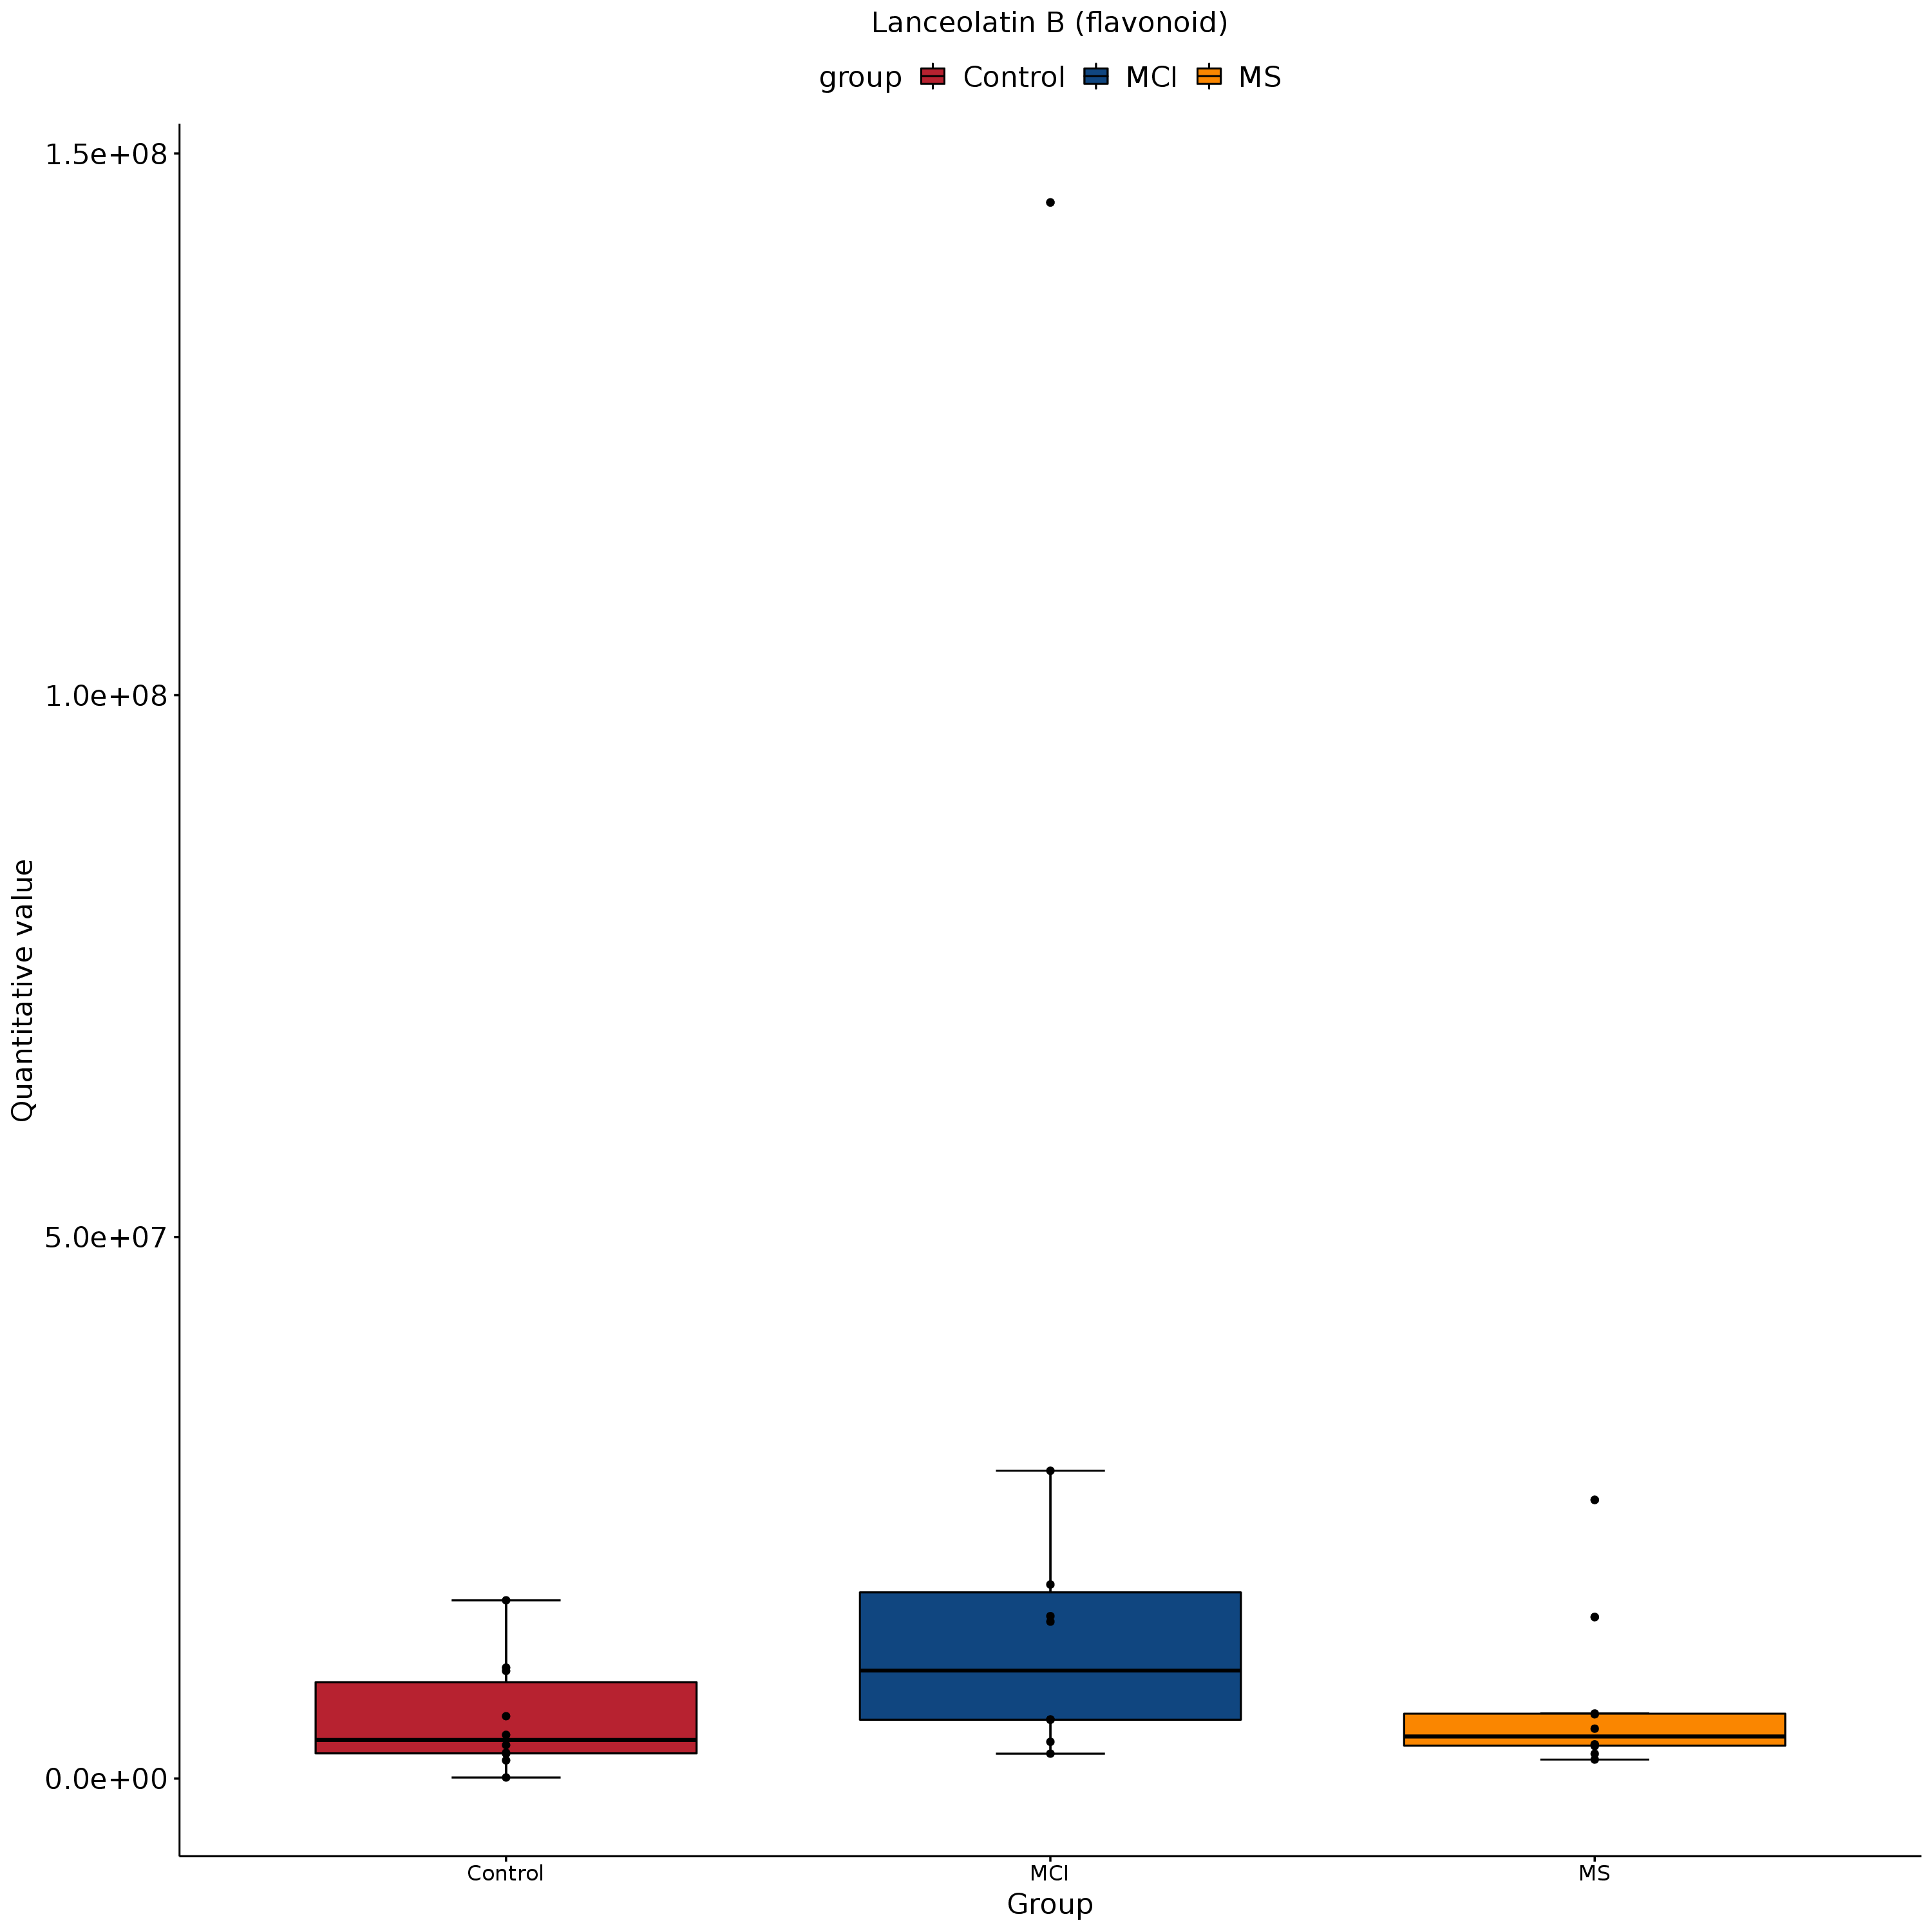 Lanceolatin B (flavonoid)
group Control MCI MS
1.5e+08
1.0e+08
5.0e+07
0.0e+00
Quantitative value
Control MCI MS
Group